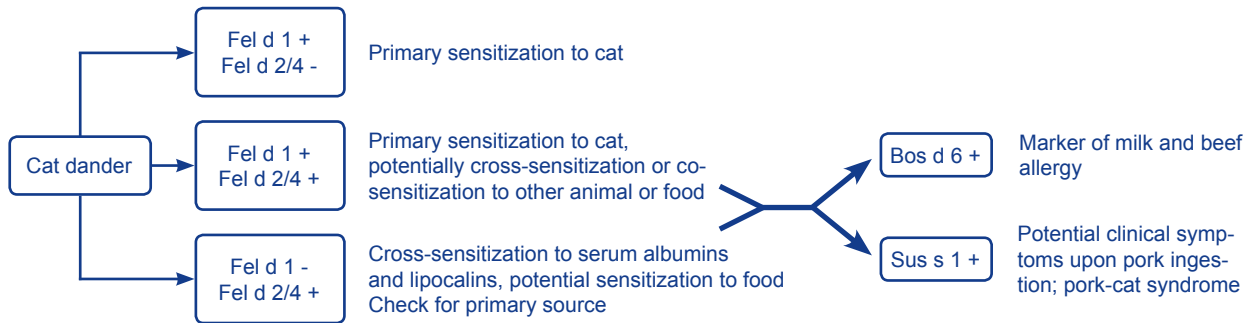 Cat dander
Fel d 1 +
Fel d 2/4 -
Primary sensitization to cat
Fel d 1 +
Fel d 2/4 +
Primary sensitization to cat,
potentially cross-sensitization or co-
sensitization to other animal or food
Fel d 1 -
Fel d 2/4 +
Cross-sensitization to serum albumins
and lipocalins, potential sensitization to food
Check for primary source
Bos d 6 +
Marker of milk and beef
allergy
Sus s 1 +
Potential clinical symp-
toms upon pork inges-
tion; pork-cat syndrome